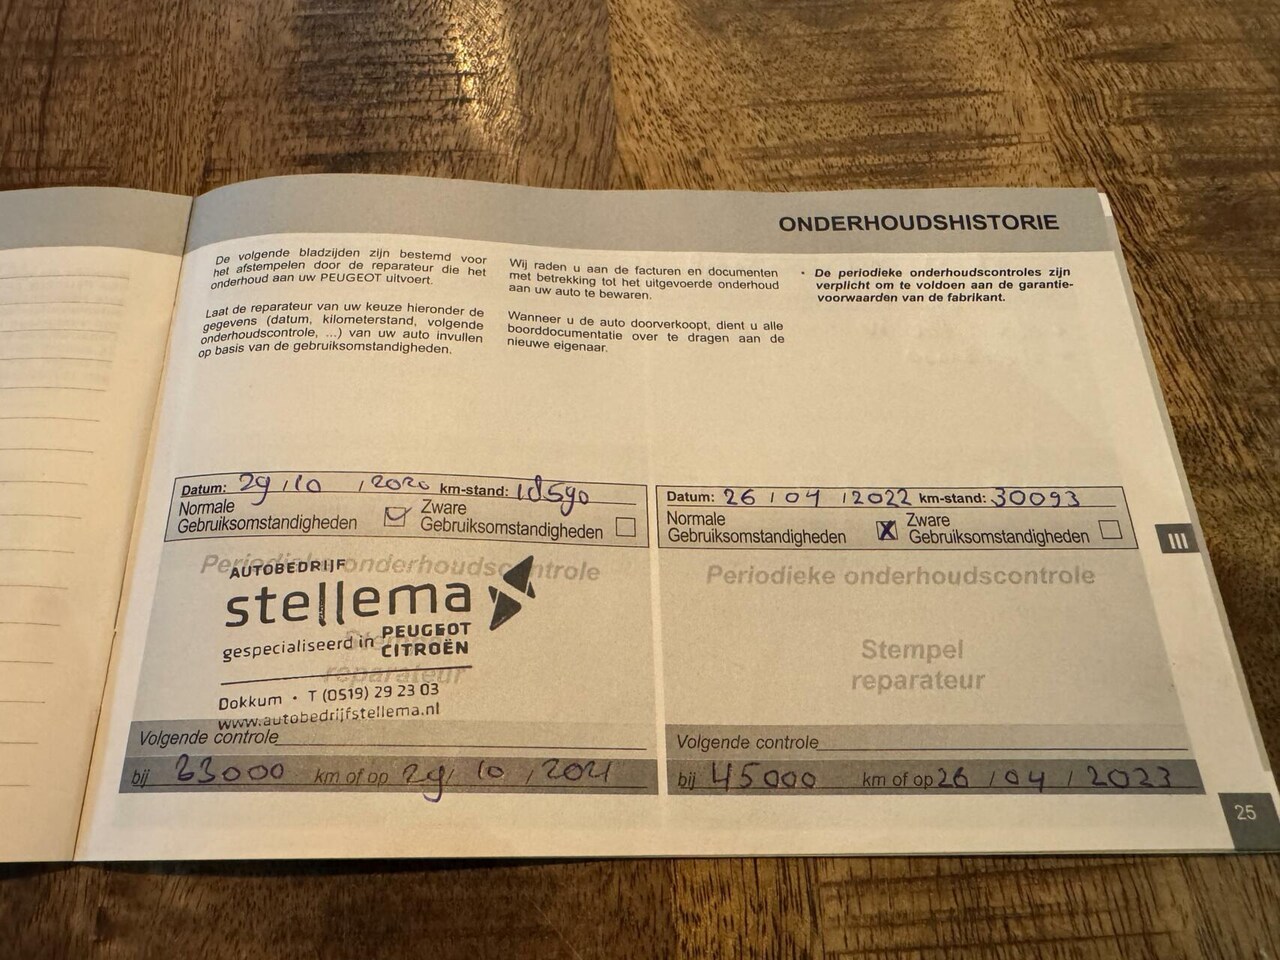 ONDERHOUDSHISTORIE
De volgende bladzijden zijn bestemd voor
het afstempelen door de reparateur die het
onderhoud aan uw PEUGEOT uitvoert.
Laat de reparateur van uw keuze hieronder de
gegevens (datum, kilometerstand, volgende
onderhoudscontrole, ...) van uw auto invullen
op basis van de gebruiksomstandigheden.
Wij raden u aan de facturen en documenten
met betrekking tot het uitgevoerde onderhoud
aan uw auto te bewaren.
Wanneer u de auto doorverkoopt, dient u alle
boorddocumentatie over te dragen aan de
nieuwe eigenaar.
• De periodieke onderhoudscontroles zijn
verplicht om te voldoen aan de garantie-
voorwaarden van de fabrikant.
Datum: 29 / 10 / 2020 km-stand:
Normale
Gebruiksomstandigheden
Zware
Gebruiksomstandigheden
Periodieke onderhoudscontrole
Stempel
reparateur
AUTOBEDRIJF
stellema
gespecialiseerd in PEUGEOT
CITROËN
Dokkum • T (0519) 29 23 03
www.autobedrijfstellema.nl
Volgende controle
bij 33000 km of op 29 / 10 / 2021
Datum: 26 / 04 / 2022 km-stand: 30093
Normale
Gebruiksomstandigheden X
Zware
Gebruiksomstandigheden
Periodieke onderhoudscontrole
Stempel
reparateur
Volgende controle
bij 45000 km of op 26 / 04 / 2023
III
25